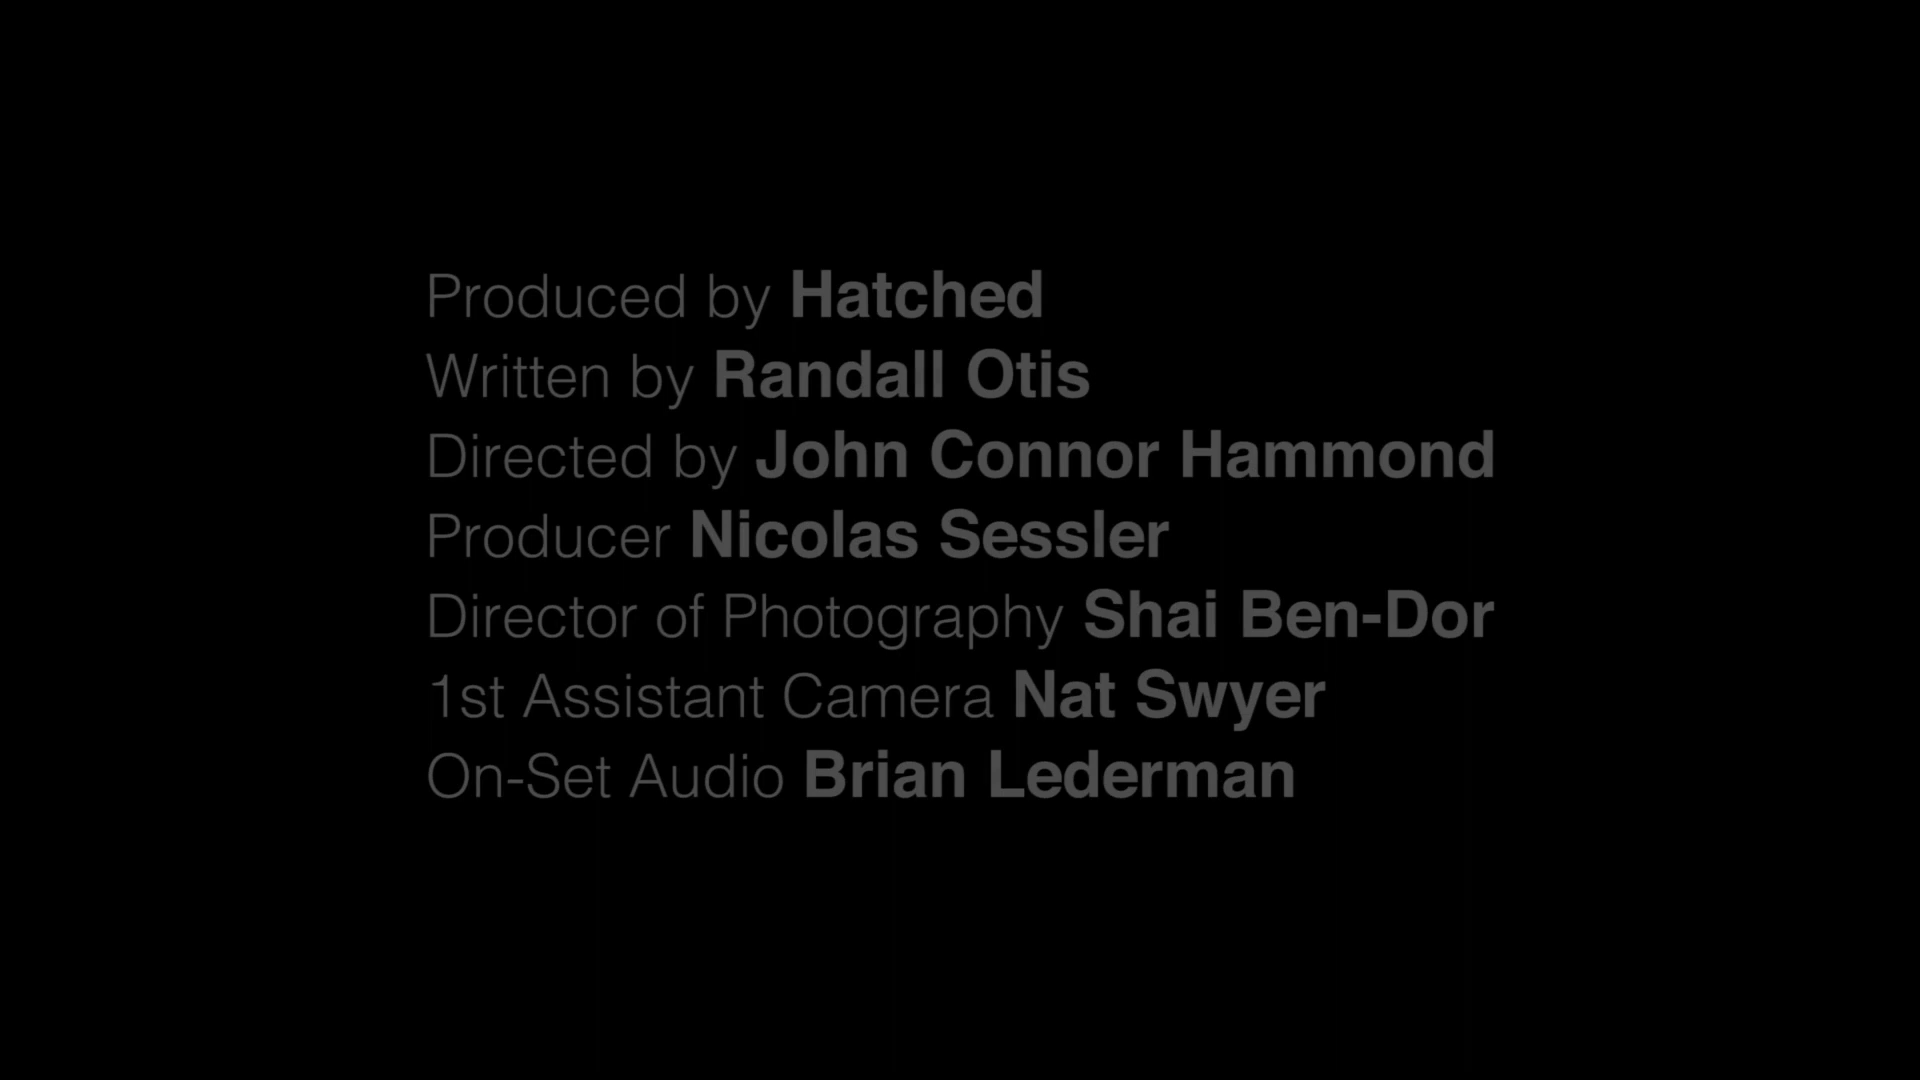 Produced by Hatched
Written by Randall Otis
Directed by John Connor Hammond
Producer Nicolas Sessler
Director of Photography Shai Ben-Dor
1st Assistant Camera Nat Swyer
On-Set Audio Brian Lederman